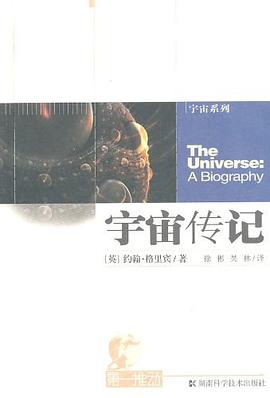 宇宙系列
The
Universe:
A Biography
宇宙传记
[英] 约翰·格里宾/著
徐彬 吴林/译
第一推动
湖南科学技术出版社